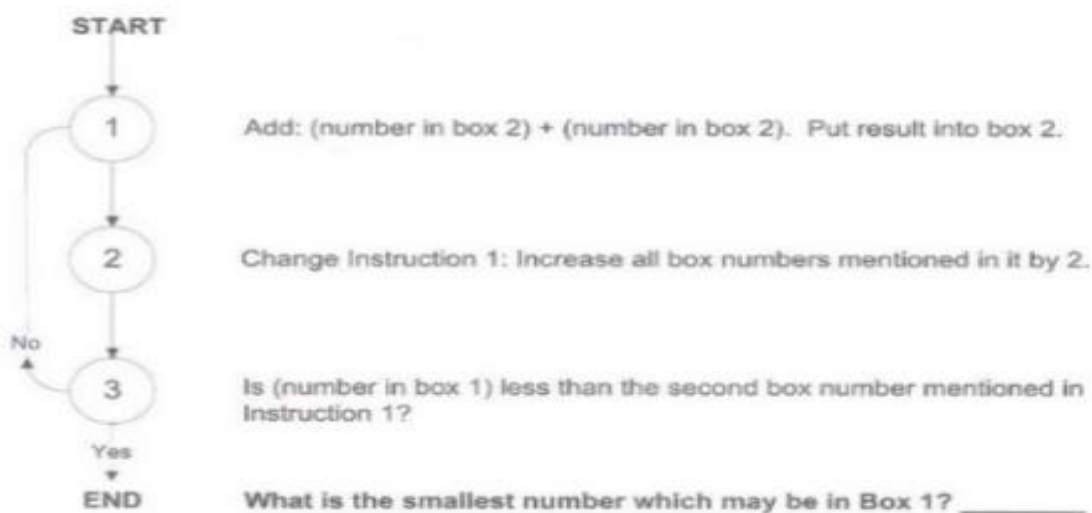 START
1
Add: (number in box 2) + (number in box 2). Put result into box 2.
2
Change Instruction 1: Increase all box numbers mentioned in it by 2.
No
3
Is (number in box 1) less than the second box number mentioned in
Instruction 1?
Yes
END
What is the smallest number which may be in Box 1? ________